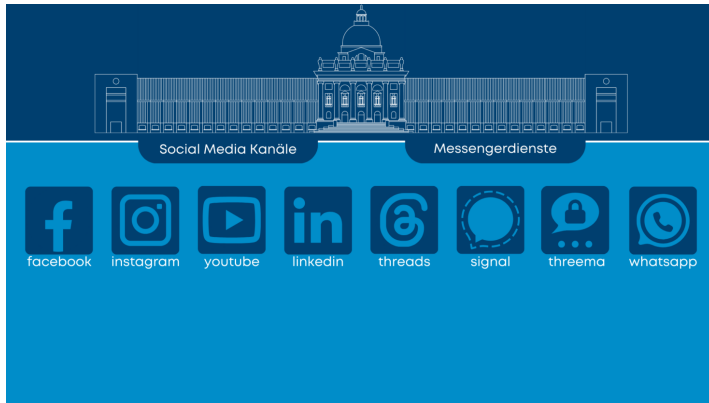 Social Media Kanäle
Messengerdienste
facebook
instagram
youtube
linkedin
threads
signal
threema
whatsapp